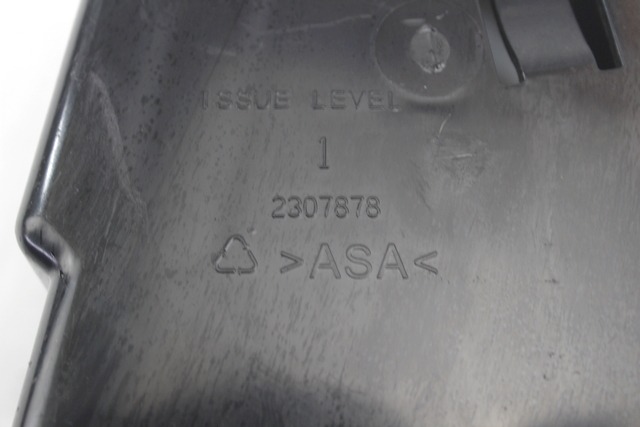 ISSUE LEVEL
1
2307878
>ASA<